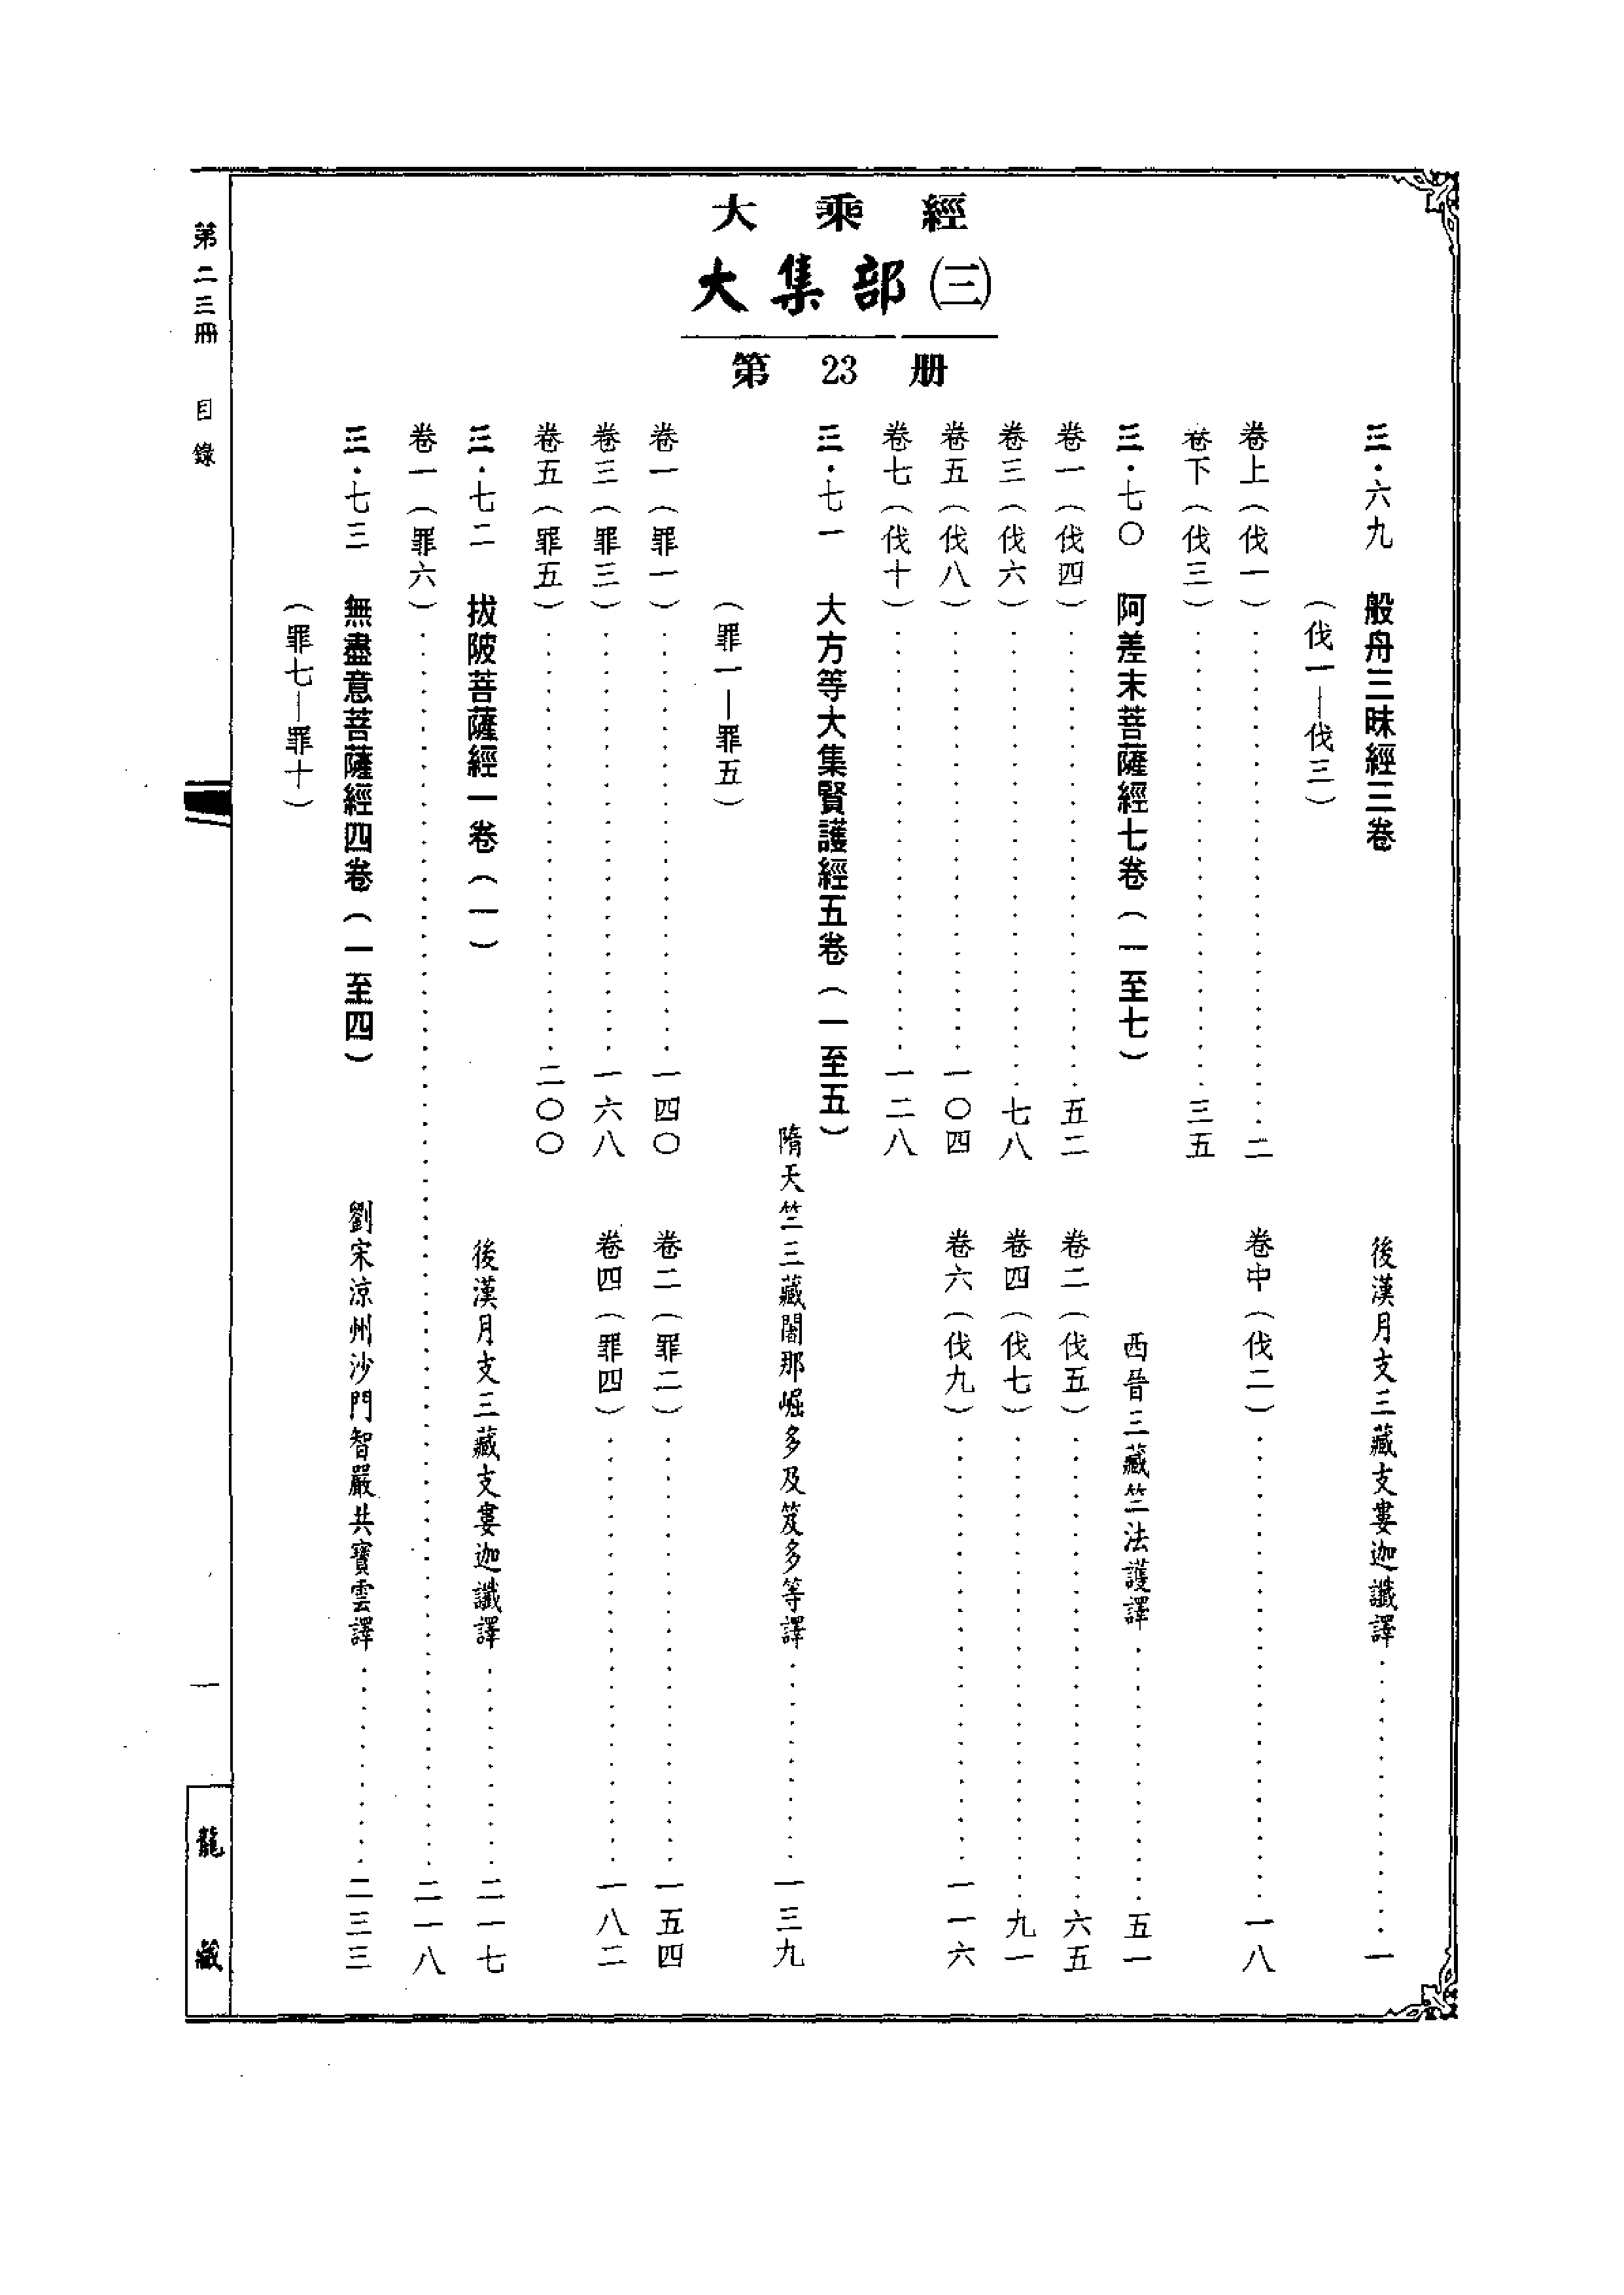 大乘經
大集部㈢
第23册
三·六九　般舟三昧經三卷　後漢月支三藏支婁迦讖譯……一
（伐一—伐三）
卷上（伐一）……二　卷中（伐二）……一八
卷下（伐三）……三五
三·七〇　阿差末菩薩經七卷（一至七）　西晉三藏竺法護譯……五一
卷一（伐四）……五二　卷二（伐五）……六五
卷三（伐六）……七八　卷四（伐七）……九一
卷五（伐八）……一〇四　卷六（伐九）……一一六
卷七（伐十）……一二八
三·七一　大方等大集賢護經五卷（一至五）
隋天竺三藏闍那崛多及笈多等譯……一三九
（罪一—罪五）
卷一（罪一）……一四〇　卷二（罪二）……一五四
卷三（罪三）……一六八　卷四（罪四）……一八二
卷五（罪五）……二〇〇
三·七二　拔陂菩薩經一卷（一）　後漢月支三藏支婁迦讖譯……二一七
卷一（罪六）……二一八
三·七三　無盡意菩薩經四卷（一至四）　劉宋涼州沙門智嚴共寶雲譯……二三三
（罪七—罪十）
第二三冊　目錄
一
龍藏